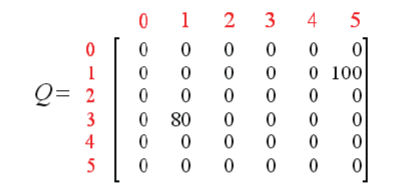 0 1 2 3 4 5
0 0 0 0 0 0 0
1 0 0 0 0 0 100
Q= 2 0 0 0 0 0 0
3 0 80 0 0 0 0
4 0 0 0 0 0 0
5 0 0 0 0 0 0